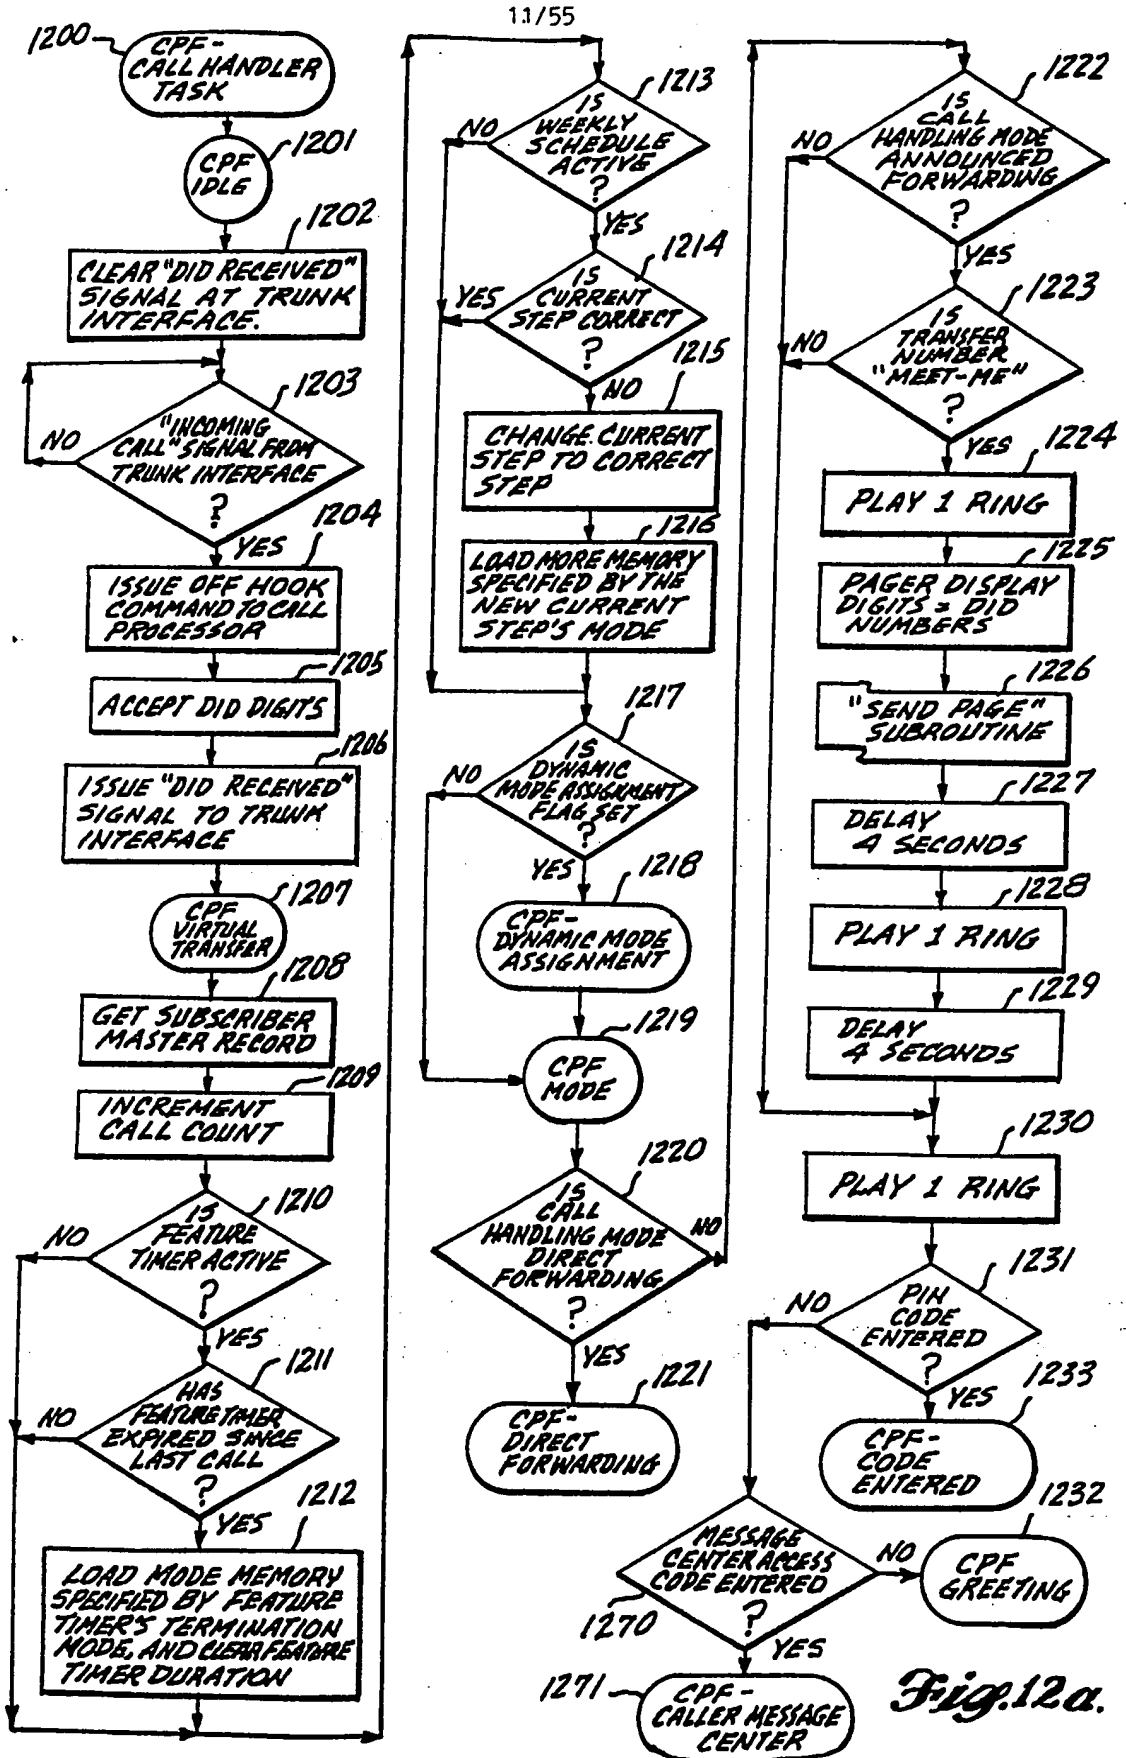 11/55
1200
CPF-
CALL HANDLER
TASK
1201
CPF
IDLE
1202
CLEAR "DID RECEIVED"
SIGNAL AT TRUNK
INTERFACE.
1203
"INCOMING
CALL" SIGNAL FROM
TRUNK INTERFACE
?
NO
YES
1204
ISSUE OFF HOOK
COMMAND TO CALL
PROCESSOR
1205
ACCEPT DID DIGITS
1206
ISSUE "DID RECEIVED"
SIGNAL TO TRUNK
INTERFACE
1207
CPF
VIRTUAL
TRANSFER
1208
GET SUBSCRIBER
MASTER RECORD
1209
INCREMENT
CALL COUNT
1210
IS
FEATURE
TIMER ACTIVE
?
NO
YES
1211
HAS
FEATURE TIMER
EXPIRED SINCE
LAST CALL
?
NO
YES
1212
LOAD MODE MEMORY
SPECIFIED BY FEATURE
TIMER'S TERMINATION
MODE, AND CLEAR FEATURE
TIMER DURATION
1213
IS
WEEKLY
SCHEDULE
ACTIVE
?
NO
YES
1214
IS
CURRENT
STEP CORRECT
?
YES
NO
1215
CHANGE CURRENT
STEP TO CORRECT
STEP
1216
LOAD MORE MEMORY
SPECIFIED BY THE
NEW CURRENT
STEP'S MODE
1217
IS
DYNAMIC
MODE ASSIGNMENT
FLAG SET
?
NO
YES
1218
CPF-
DYNAMIC MODE
ASSIGNMENT
1219
CPF
MODE
1220
IS
CALL
HANDLING MODE
DIRECT
FORWARDING
?
NO
YES
1221
CPF-
DIRECT
FORWARDING
1222
IS
CALL
HANDLING MODE
ANNOUNCED
FORWARDING
?
NO
YES
1223
IS
TRANSFER
NUMBER
"MEET-ME"
?
NO
YES
1224
PLAY 1 RING
1225
PAGER DISPLAY
DIGITS = DID
NUMBERS
1226
"SEND PAGE"
SUBROUTINE
1227
DELAY
4 SECONDS
1228
PLAY 1 RING
1229
DELAY
4 SECONDS
1230
PLAY 1 RING
1231
PIN
CODE
ENTERED
?
NO
YES
1233
CPF-
CODE
ENTERED
1232
CPF
GREETING
MESSAGE
CENTER ACCESS
CODE ENTERED
?
NO
1270
YES
1271
CPF-
CALLER MESSAGE
CENTER
Fig. 12a.